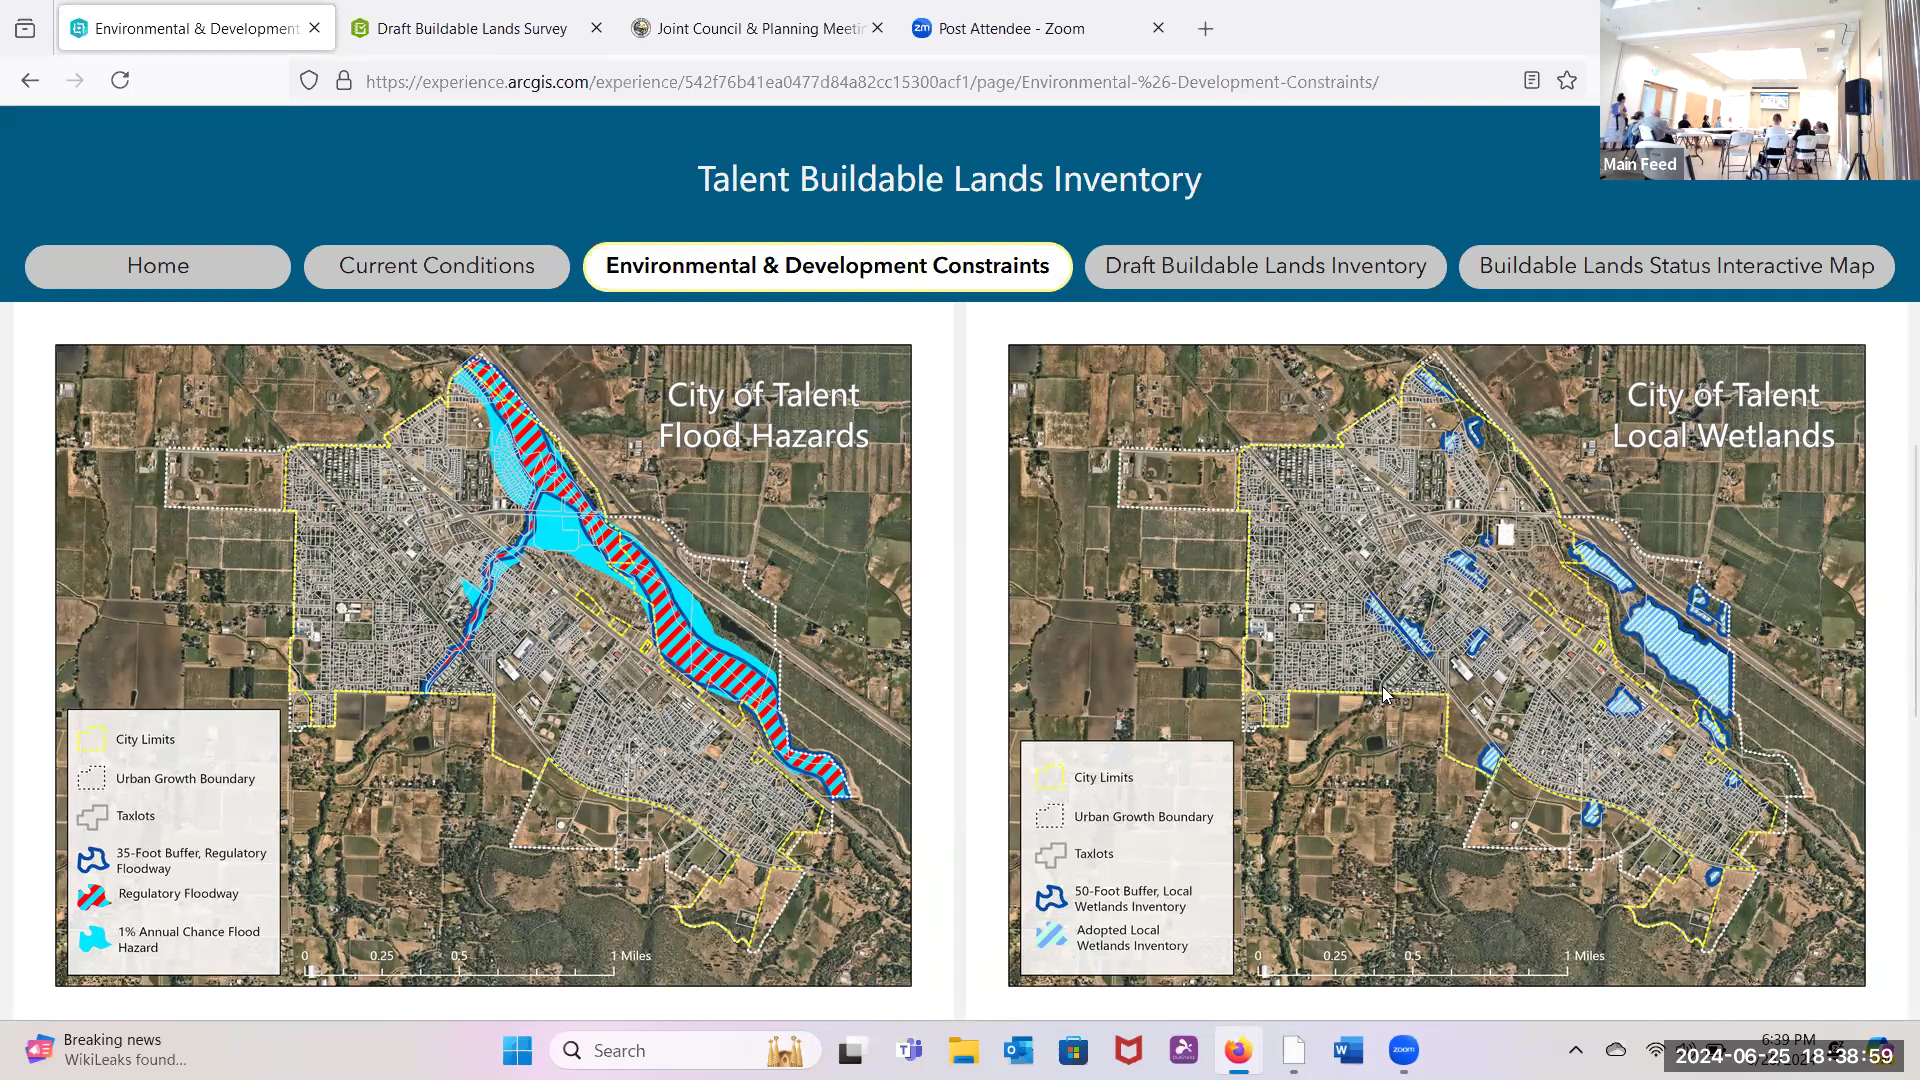 Environmental & Development
Draft Buildable Lands Survey
Joint Council & Planning Meetin
zm Post Attendee - Zoom
https://experience.arcgis.com/experience/542f76b41ea0477d84a82cc15300acf1/page/Environmental-%26-Development-Constraints/
Main Feed
Talent Buildable Lands Inventory
Home
Current Conditions
Environmental & Development Constraints
Draft Buildable Lands Inventory
Buildable Lands Status Interactive Map
City of Talent
Flood Hazards
City Limits
Urban Growth Boundary
Taxlots
35-Foot Buffer, Regulatory
Floodway
Regulatory Floodway
1% Annual Chance Flood
Hazard
0 0.25 0.5 1 Miles
City of Talent
Local Wetlands
City Limits
Urban Growth Boundary
Taxlots
50-Foot Buffer, Local
Wetlands Inventory
Adopted Local
Wetlands Inventory
0 0.25 0.5 1 Miles
Breaking news
WikiLeaks found...
Search
zoom
6:39 PM
2024-06-25 18:38:59